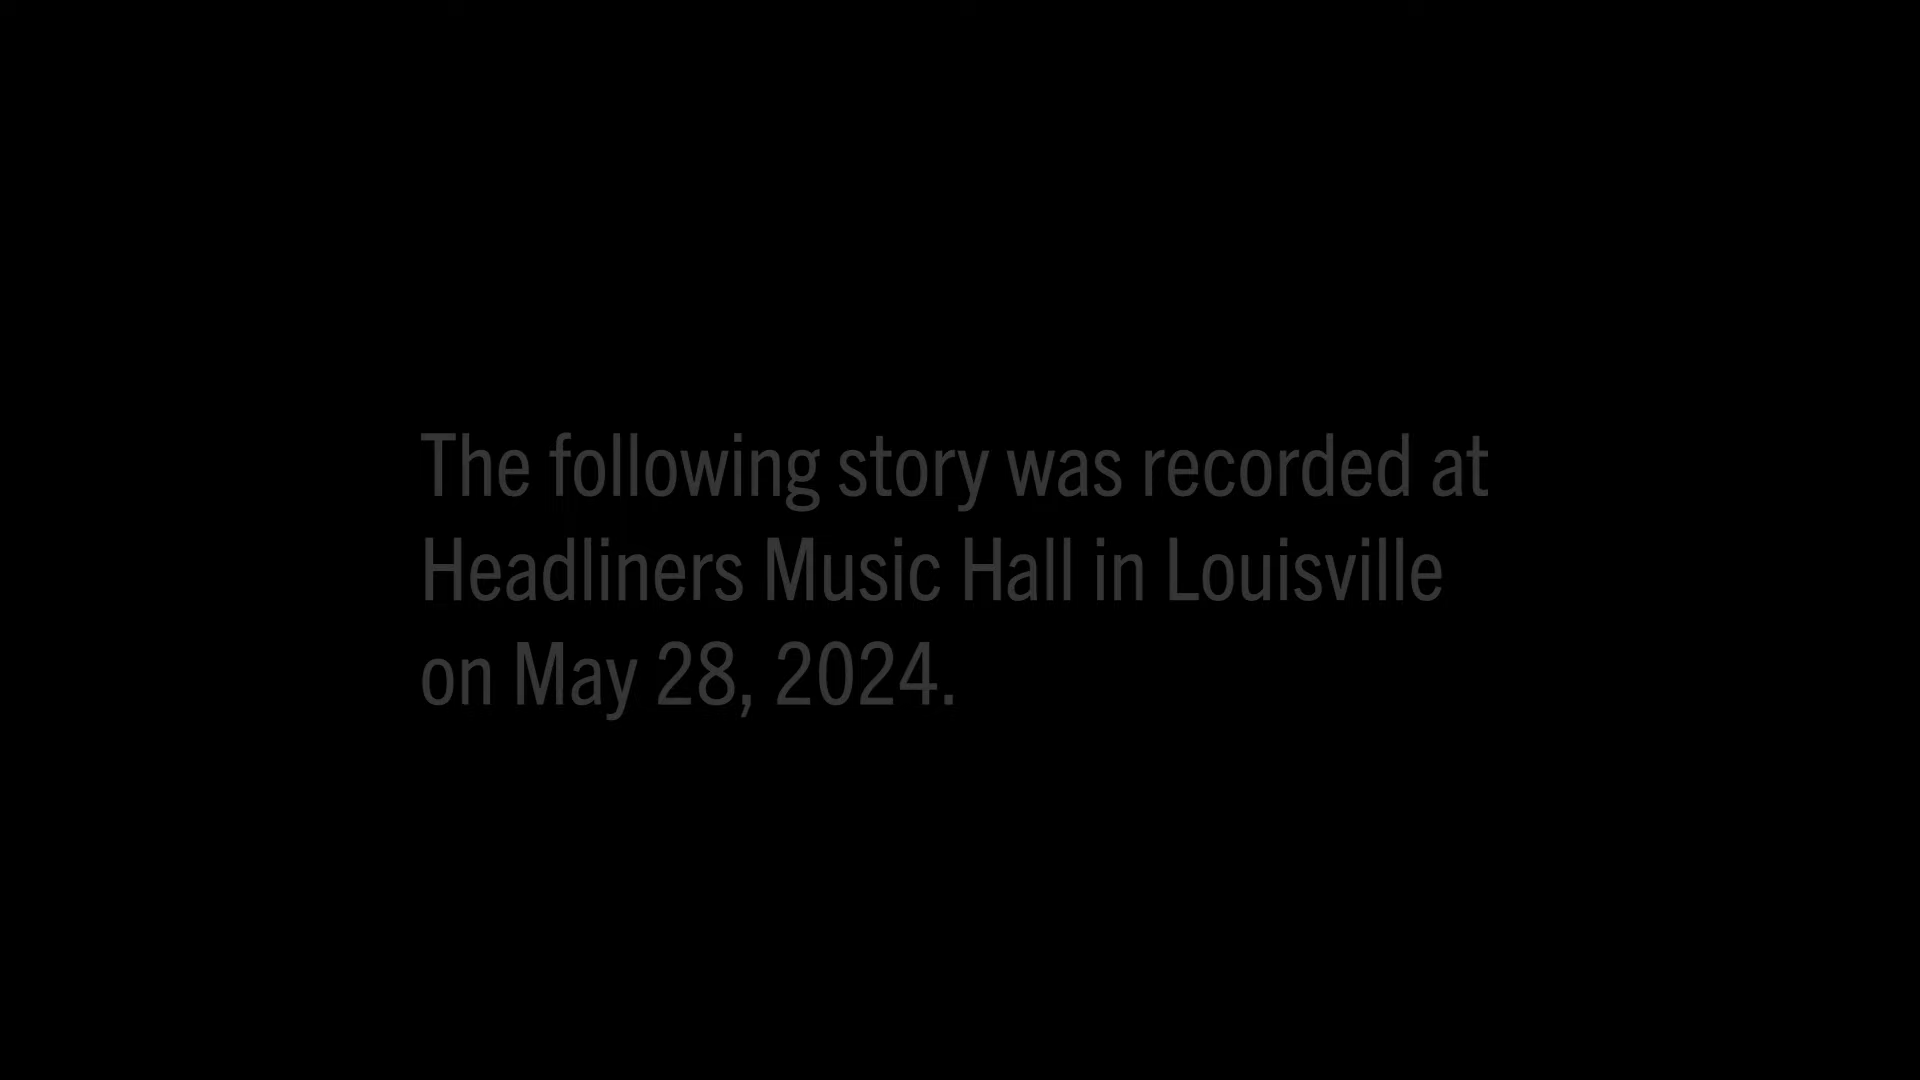 The following story was recorded at
Headliners Music Hall in Louisville
on May 28, 2024.